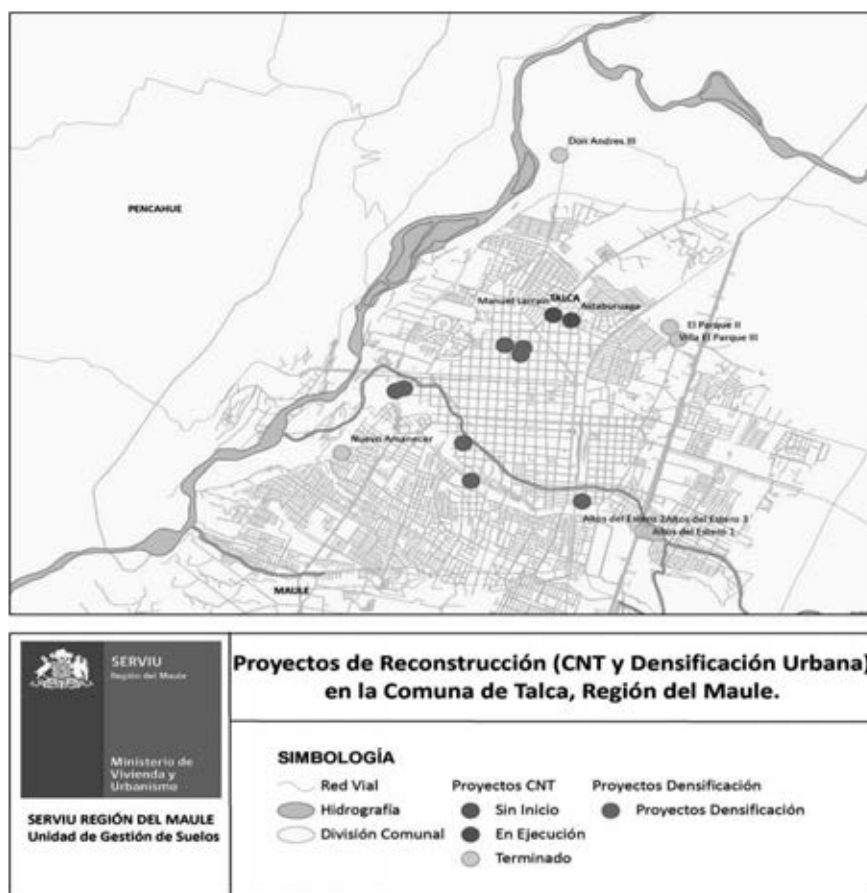 Don Andres III
PENCAHUE
Manuel Larrain
TALCA
Astaburuaga
El Parque II
Villa El Parque III
Nuevo Amanecer
Altos del Estero 2
Altos del Estero 3
Altos del Estero 1
MAULE
SERVIU
Región del Maule
Ministerio de
Vivienda y
Urbanismo
SERVIU REGIÓN DEL MAULE
Unidad de Gestión de Suelos
Proyectos de Reconstrucción (CNT y Densificación Urbana)
en la Comuna de Talca, Región del Maule.
SIMBOLOGÍA
Red Vial
Hidrografía
División Comunal
Proyectos CNT
Sin Inicio
En Ejecución
Terminado
Proyectos Densificación
Proyectos Densificación